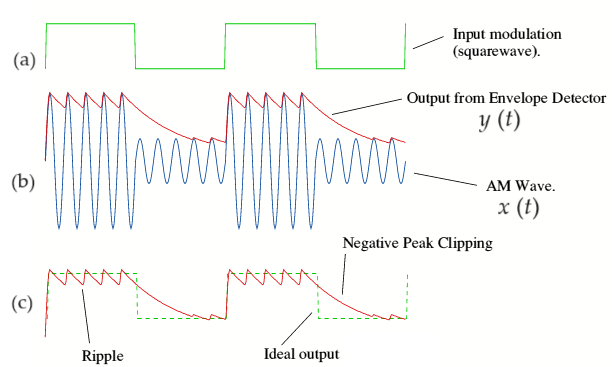 Input modulation
(squarewave).
(a)
Output from Envelope Detector
y (t)
(b)
AM Wave.
x (t)
Negative Peak Clipping
(c)
Ripple
Ideal output